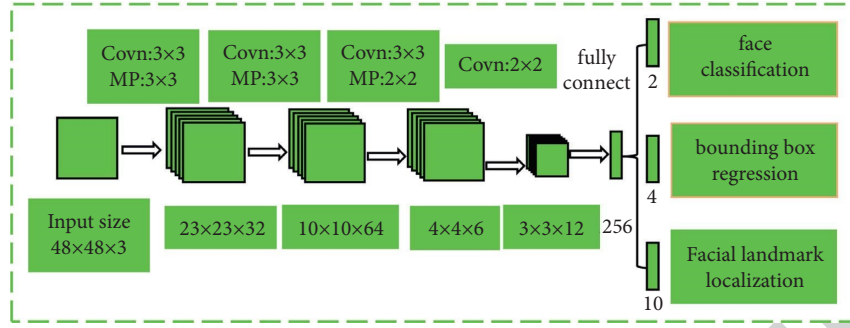 Covn:3×3
MP:3×3
Covn:3×3
MP:3×3
Covn:3×3
MP:2×2
Covn:2×2
fully
connect
2
face
classification
4
bounding box
regression
Input size
48×48×3
23×23×32
10×10×64
4×4×6
3×3×12
256
10
Facial landmark
localization